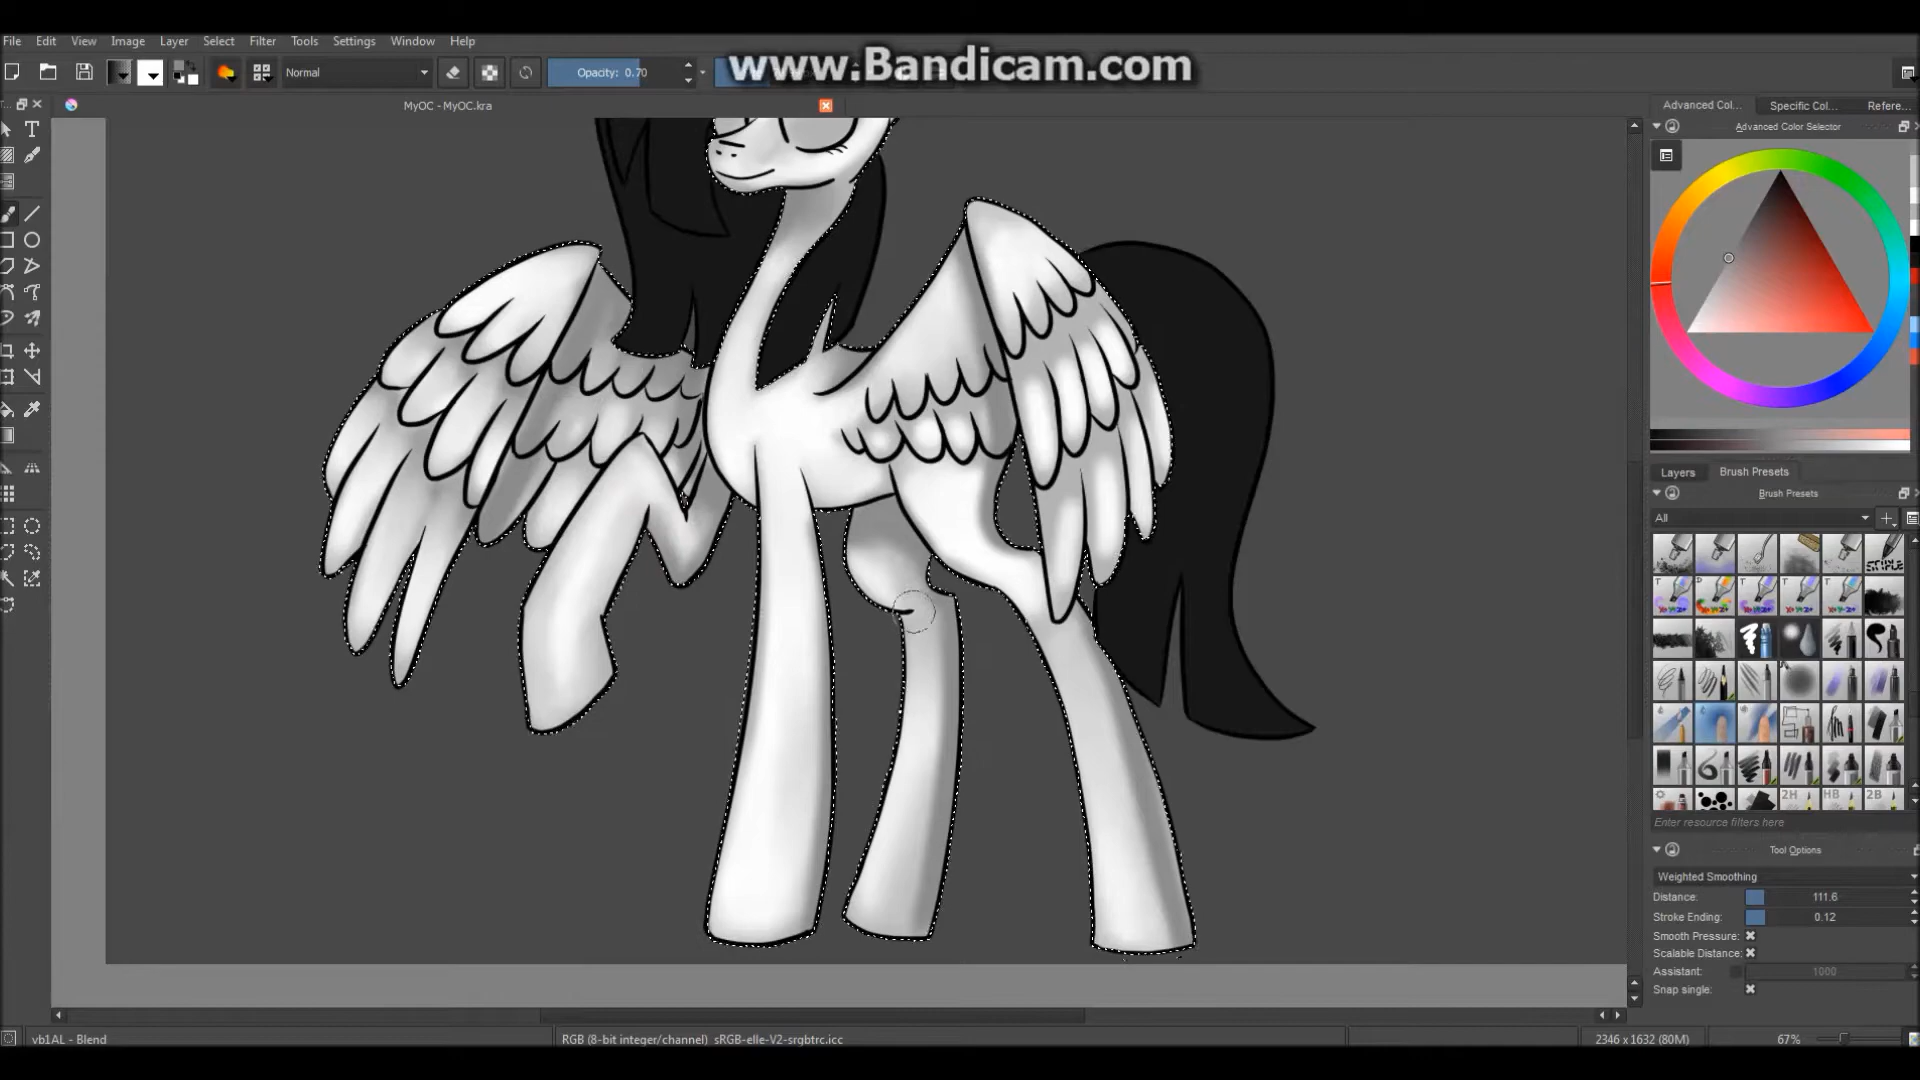 www.Bandicam.com
File Edit View Image Layer Select Filter Tools Settings Window Help
Normal
Opacity: 0.70
MyOC - MyOC.kra
Advanced Col... Specific Col... Refere...
Advanced Color Selector
Layers Brush Presets
Brush Presets
All
2H HB 2B
Enter resource filters here
Tool Options
Weighted Smoothing
Distance: 111.6
Stroke Ending: 0.12
Smooth Pressure:
Scalable Distance:
Assistant: 1000
Snap single:
vb1AL - Blend
RGB (8-bit integer/channel) sRGB-elle-V2-srgbtrc.icc
2346 x 1632 (80M)
67%